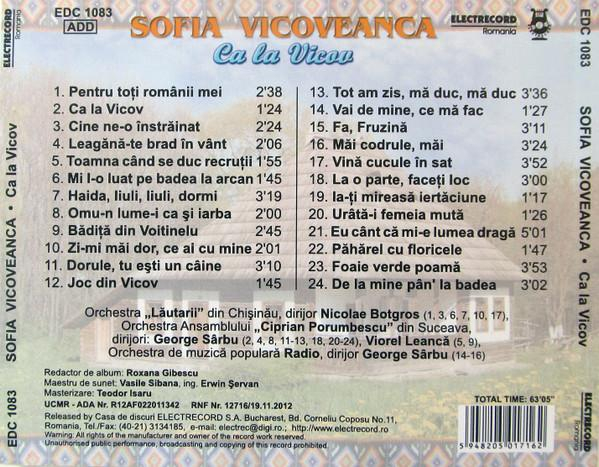 EDC 1083
ADD
SOFIA VICOVEANCA
Ca la Vicov
ELECTRECORD
Romania
ELECTRECORD
Romania
EDC 1083
SOFIA VICOVEANCA • Ca la Vicov
1. Pentru toți românii mei 2'38
2. Ca la Vicov 1'24
3. Cine ne-o înstrăinat 2'24
4. Leagănă-te brad în vânt 2'06
5. Toamna când se duc recruții 1'55
6. Mi l-o luat pe badea la arcan 1'45
7. Haida, liuli, liuli, dormi 3'19
8. Omu-n lume-i ca şi iarba 2'00
9. Bădiță din Voitinelu 2'45
10. Zi-mi măi dor, ce ai cu mine 2'01
11. Dorule, tu eşti un câine 3'10
12. Joc din Vicov 1'45
13. Tot am zis, mă duc, mă duc 3'36
14. Vai de mine, ce mă fac 1'27
15. Fa, Fruzină 3'11
16. Măi codrule, măi 3'24
17. Vină cucule în sat 3'52
18. La o parte, faceți loc 3'00
19. Ia-ți mireasă iertăciune 1'17
20. Urâtă-i femeia mută 1'26
21. Eu cânt că mi-e lumea dragă 5'01
22. Păhărel cu floricele 1'47
23. Foaie verde poamă 3'53
24. De la mine pân' la badea 3'02
Orchestra „Lăutarii" din Chişinău, dirijor Nicolae Botgros (1, 3, 6, 7, 10, 17),
Orchestra Ansamblului „Ciprian Porumbescu" din Suceava,
dirijori: George Sârbu (2, 4, 8, 11-13, 18, 20-24), Viorel Leancă (5, 9),
Orchestra de muzică populară Radio, dirijor George Sârbu (14-16)
Redactor de album: Roxana Gibescu
Maestru de sunet: Vasile Sibana, ing. Erwin Şervan
Masterizare: Teodor Isaru
UCMR - ADA Nr. R12AF022011342 RNF Nr. 12716/19.11.2012
Released by Casa de discuri ELECTRECORD S.A. Bucharest, Bd. Corneliu Coposu No.11,
Romania, Tel./Fax: (40-21) 3134185, e-mail: electrec@digi.ro.; http://www.electrecord.ro
Warning: All rights of the manufacturer and owner of the record work reserved.
Unauthorised public performance, broadcasting and copying of this record prohibited.
TOTAL TIME: 63'05"
5 948205 017162
EDC 1083
SOFIA VICOVEANCA • Ca la Vicov
ELECTRECORD
Romania